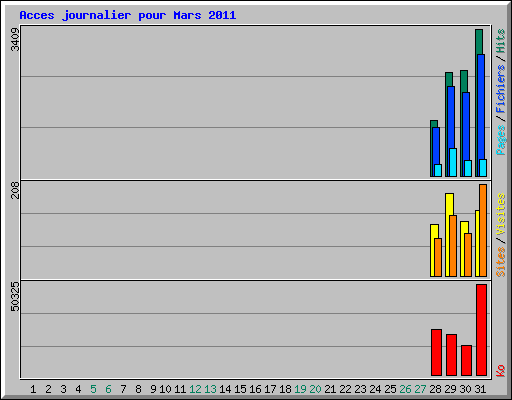 Acces journalier pour Mars 2011
3409
Pages/Fichiers/Hits
208
Sites/Visites
50325
Ko
1 2 3 4 5 6 7 8 9 10 11 12 13 14 15 16 17 18 19 20 21 22 23 24 25 26 27 28 29 30 31